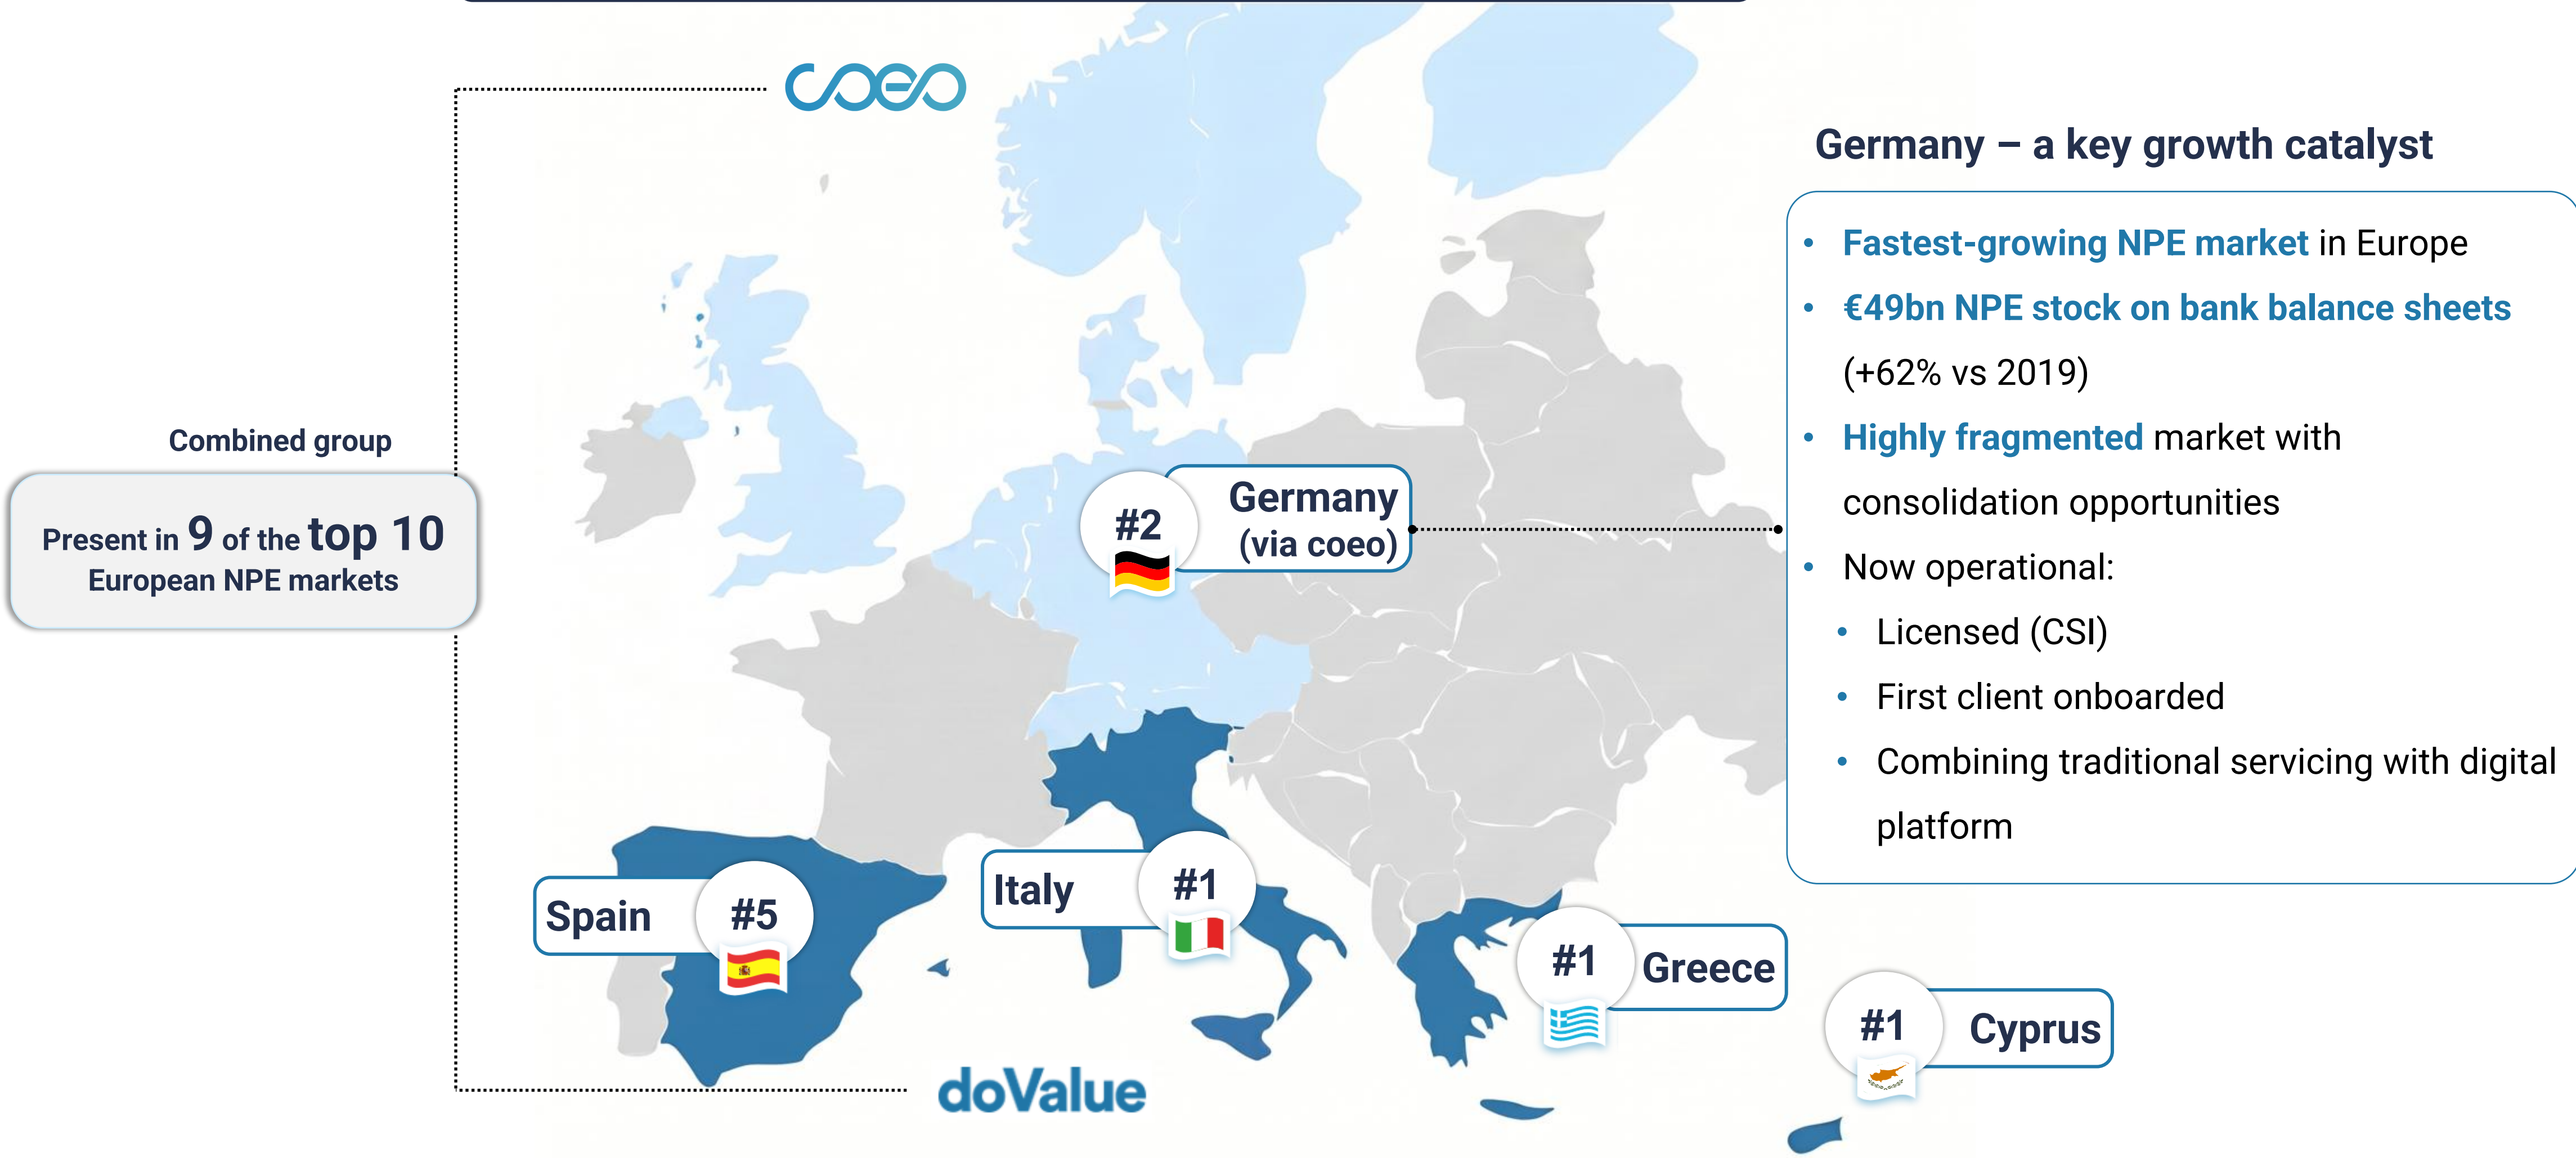 coeo
Germany – a key growth catalyst
• Fastest-growing NPE market in Europe
• €49bn NPE stock on bank balance sheets
(+62% vs 2019)
• Highly fragmented market with
consolidation opportunities
• Now operational:
• Licensed (CSI)
• First client onboarded
• Combining traditional servicing with digital
platform
Combined group
Present in 9 of the top 10
European NPE markets
#2
Germany
(via coeo)
Spain
#5
Italy
#1
#1
Greece
#1
Cyprus
doValue